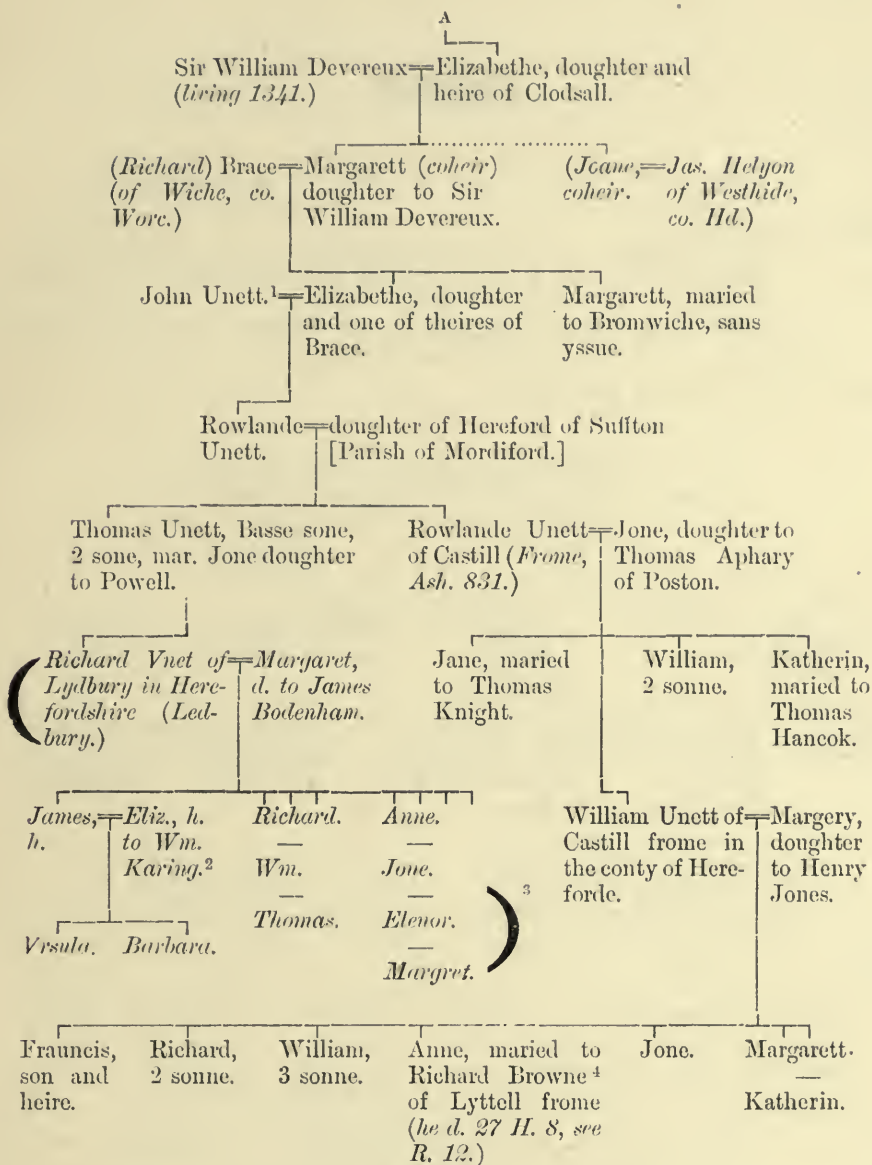 A
Sir William Devereux=Elizabethe, doughter and
(living 1341.) heire of Clodsall.
(Richard) Brace=Margarett (coheir) (Joane,=Jas. Helyon
(of Wiche, co. doughter to Sir coheir. of Westhide,
Worc.) William Devereux. co. Hd.)
John Unett.¹=Elizabethe, doughter Margarett, maried
and one of theires of to Bromwiche, sans
Brace. yssue.
Rowlande=doughter of Hereford of Suffton
Unett. [Parish of Mordiford.]
Thomas Unett, Basse sone, Rowlande Unett=Jone, doughter to
2 sone, mar. Jone doughter of Castill (Frome, Thomas Aphary
to Powell. Ash. 831.) of Poston.
(Richard Vnet of=Margaret, Jane, maried William, Katherin,
Lydbury in Here- d. to James to Thomas 2 sonne. maried to
fordshire (Led- Bodenham. Knight. Thomas
bury.) Hancok.
James,=Eliz., h. Richard. Anne. William Unett of=Margery,
h. to Wm. — — Castill frome in doughter
Karing.² Wm. Jone. the conty of Here- to Henry
— — forde. Jones.
Thomas. Elenor. ) ³
Vrsula. Barbara. —
Margret.
Frauncis, Richard, William, Anne, maried to Jone. Margarett.
son and 2 sonne. 3 sonne. Richard Browne ⁴ —
heire. of Lyttell frome Katherin.
(he d. 27 H. 8, see
R. 12.)